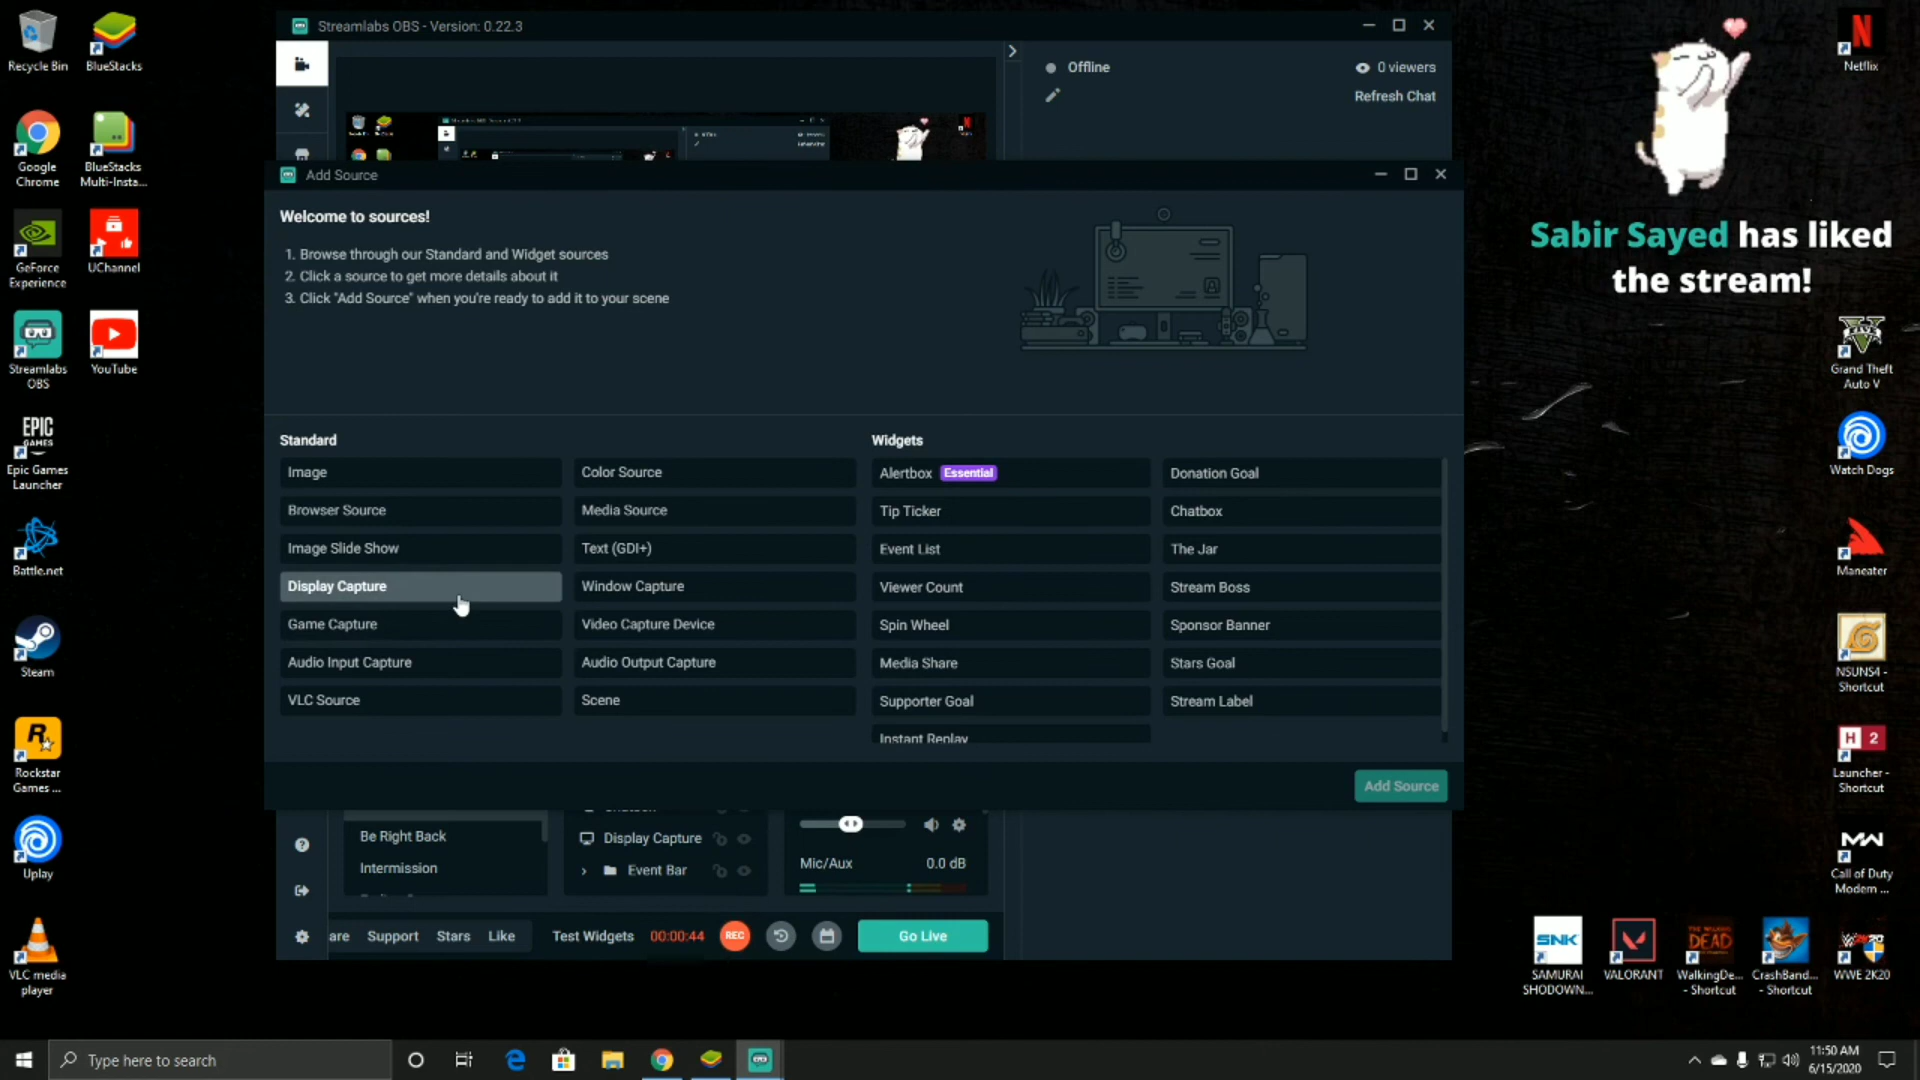 Streamlabs OBS - Version: 0.22.3
Offline
0 viewers
Refresh Chat
Add Source
Welcome to sources!
1. Browse through our Standard and Widget sources
2. Click a source to get more details about it
3. Click "Add Source" when you're ready to add it to your scene
Standard
Image
Color Source
Browser Source
Media Source
Image Slide Show
Text (GDI+)
Display Capture
Window Capture
Game Capture
Video Capture Device
Audio Input Capture
Audio Output Capture
VLC Source
Scene
Widgets
Alertbox Essential
Donation Goal
Tip Ticker
Chatbox
Event List
The Jar
Viewer Count
Stream Boss
Spin Wheel
Sponsor Banner
Media Share
Stars Goal
Supporter Goal
Stream Label
Instant Replay
Add Source
Be Right Back
Intermission
Display Capture
Event Bar
Mic/Aux 0.0 dB
are Support Stars Like Test Widgets 00:00:44 REC Go Live
Sabir Sayed has liked
the stream!
Recycle Bin
BlueStacks
Google
Chrome
BlueStacks
Multi-Insta...
GeForce
Experience
UChannel
Streamlabs
OBS
YouTube
EPIC
GAMES
Epic Games
Launcher
Battle.net
Steam
Rockstar
Games ...
Uplay
VLC media
player
Netflix
Grand Theft
Auto V
Watch Dogs
Maneater
NSUNS4 -
Shortcut
H 2
Launcher -
Shortcut
Call of Duty
Modern ...
SNK
SAMURAI
SHODOWN...
VALORANT
DEAD
WalkingDe...
- Shortcut
CrashBand...
- Shortcut
WWE 2K20
Type here to search
11:50 AM
6/15/2020